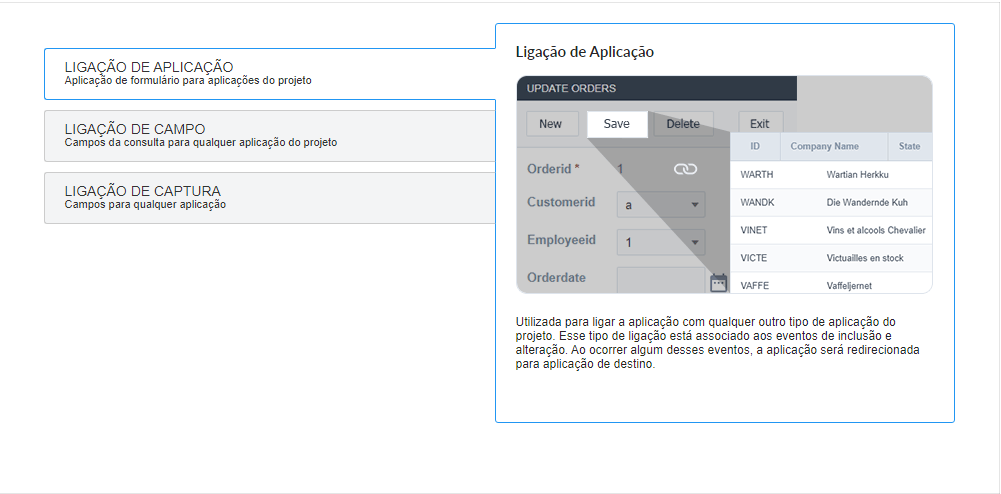 LIGAÇÃO DE APLICAÇÃO
Aplicação de formulário para aplicações do projeto
LIGAÇÃO DE CAMPO
Campos da consulta para qualquer aplicação do projeto
LIGAÇÃO DE CAPTURA
Campos para qualquer aplicação
Ligação de Aplicação
UPDATE ORDERS
New Save Delete Exit
Orderid * 1
Customerid a
Employeeid 1
Orderdate
ID Company Name State
WARTH Wartian Herkku
WANDK Die Wandernde Kuh
VINET Vins et alcools Chevalier
VICTE Victuailles en stock
VAFFE Vaffeljernet
Utilizada para ligar a aplicação com qualquer outro tipo de aplicação do
projeto. Esse tipo de ligação está associado aos eventos de inclusão e
alteração. Ao ocorrer algum desses eventos, a aplicação será redirecionada
para aplicação de destino.